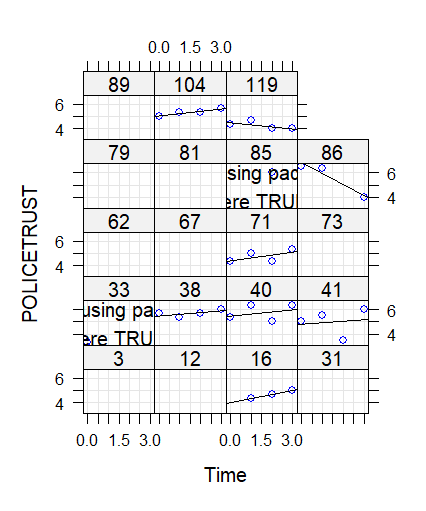 0.0 1.5 3.0
89 104 119
6
4
79 81 85 86
using pac
ere TRU
6
4
62 67 71 73
6
4
33 38 40 41
using pa
ere TRU
6
4
3 12 16 31
6
4
0.0 1.5 3.0 0.0 1.5 3.0
POLICETRUST
Time